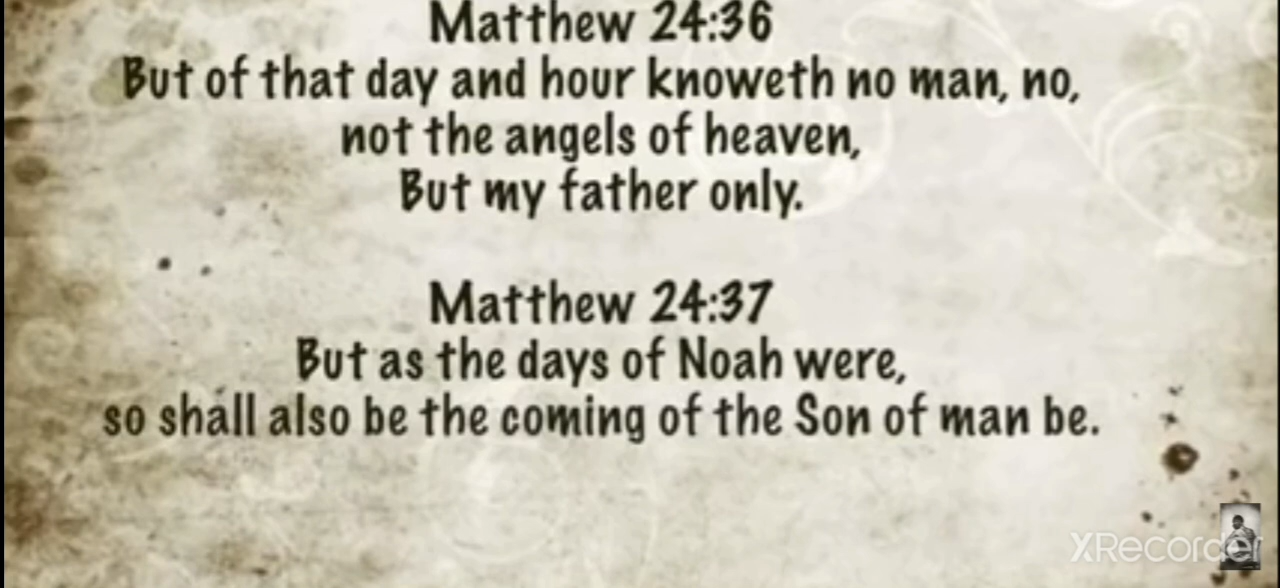 Matthew 24:36
But of that day and hour knoweth no man, no,
not the angels of heaven,
But my father only.
Matthew 24:37
But as the days of Noah were,
so shall also be the coming of the Son of man be.
XRecorder